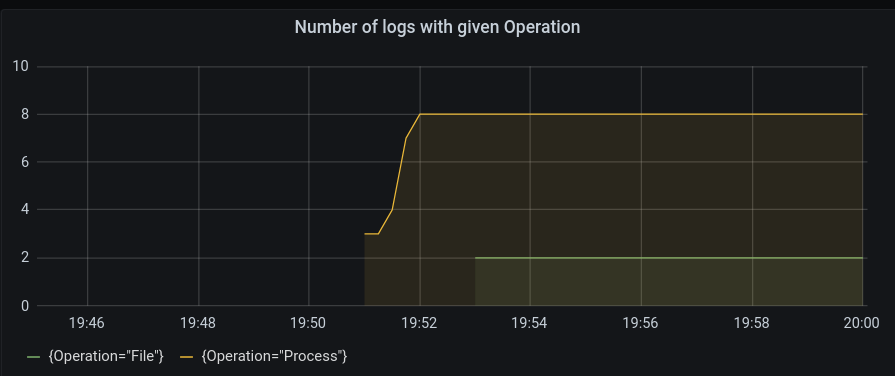 Number of logs with given Operation
10
8
6
4
2
0
19:46 19:48 19:50 19:52 19:54 19:56 19:58 20:00
{Operation="File"} {Operation="Process"}